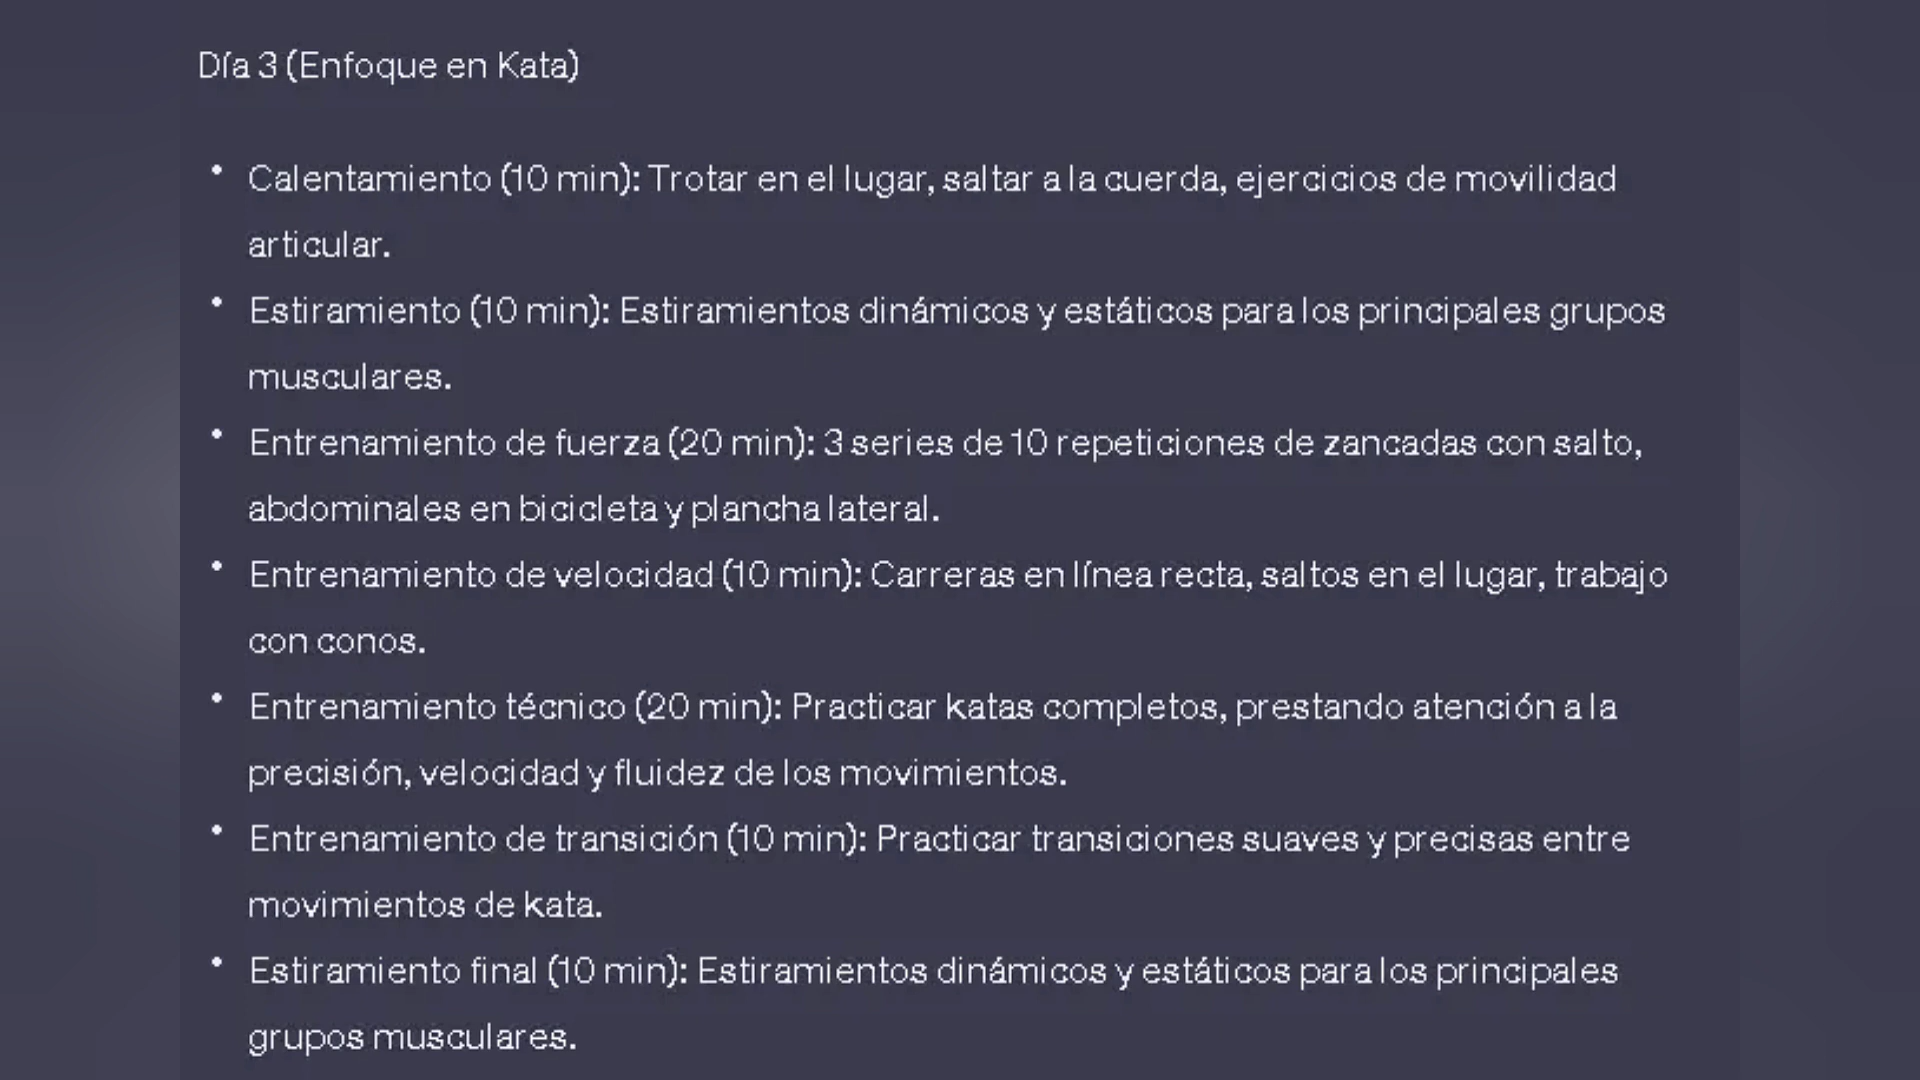 Día 3 (Enfoque en Kata)
• Calentamiento (10 min): Trotar en el lugar, saltar a la cuerda, ejercicios de movilidad
articular.
• Estiramiento (10 min): Estiramientos dinámicos y estáticos para los principales grupos
musculares.
• Entrenamiento de fuerza (20 min): 3 series de 10 repeticiones de zancadas con salto,
abdominales en bicicleta y plancha lateral.
• Entrenamiento de velocidad (10 min): Carreras en línea recta, saltos en el lugar, trabajo
con conos.
• Entrenamiento técnico (20 min): Practicar katas completos, prestando atención a la
precisión, velocidad y fluidez de los movimientos.
• Entrenamiento de transición (10 min): Practicar transiciones suaves y precisas entre
movimientos de kata.
• Estiramiento final (10 min): Estiramientos dinámicos y estáticos para los principales
grupos musculares.